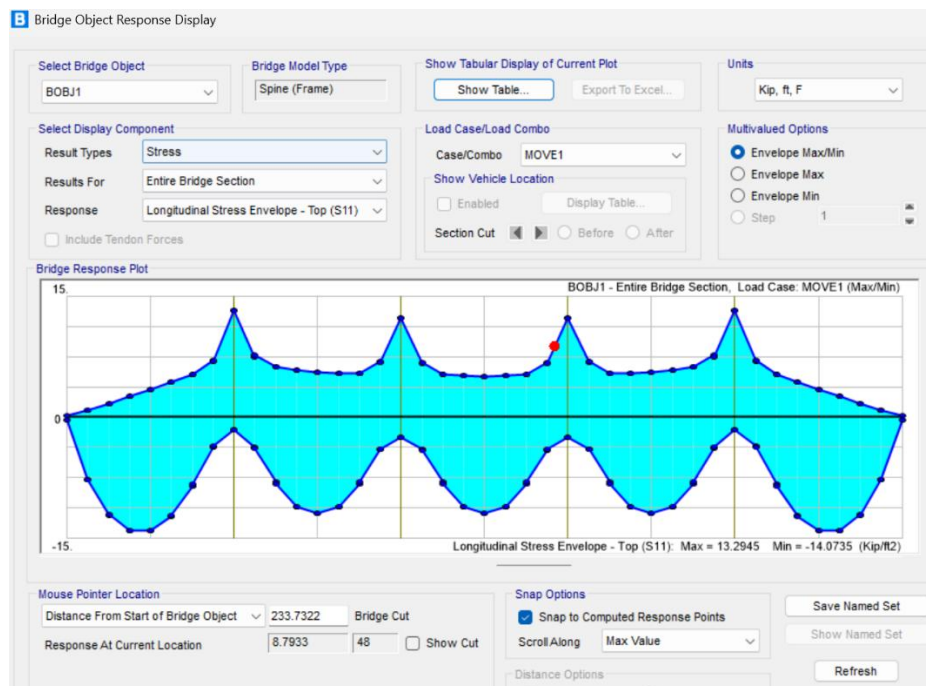 B Bridge Object Response Display
Select Bridge Object
BOBJ1
Bridge Model Type
Spine (Frame)
Show Tabular Display of Current Plot
Show Table...
Export To Excel...
Units
Kip, ft, F
Select Display Component
Result Types
Stress
Results For
Entire Bridge Section
Response
Longitudinal Stress Envelope - Top (S11)
Include Tendon Forces
Load Case/Load Combo
Case/Combo
MOVE1
Show Vehicle Location
Enabled
Display Table...
Section Cut
Before
After
Multivalued Options
Envelope Max/Min
Envelope Max
Envelope Min
Step
1
Bridge Response Plot
15.
BOBJ1 - Entire Bridge Section, Load Case: MOVE1 (Max/Min)
0
-15.
Longitudinal Stress Envelope - Top (S11): Max = 13.2945 Min = -14.0735 (Kip/ft2)
Mouse Pointer Location
Distance From Start of Bridge Object
233.7322
Bridge Cut
Response At Current Location
8.7933
48
Show Cut
Snap Options
Snap to Computed Response Points
Scroll Along
Max Value
Distance Options
Save Named Set
Show Named Set
Refresh